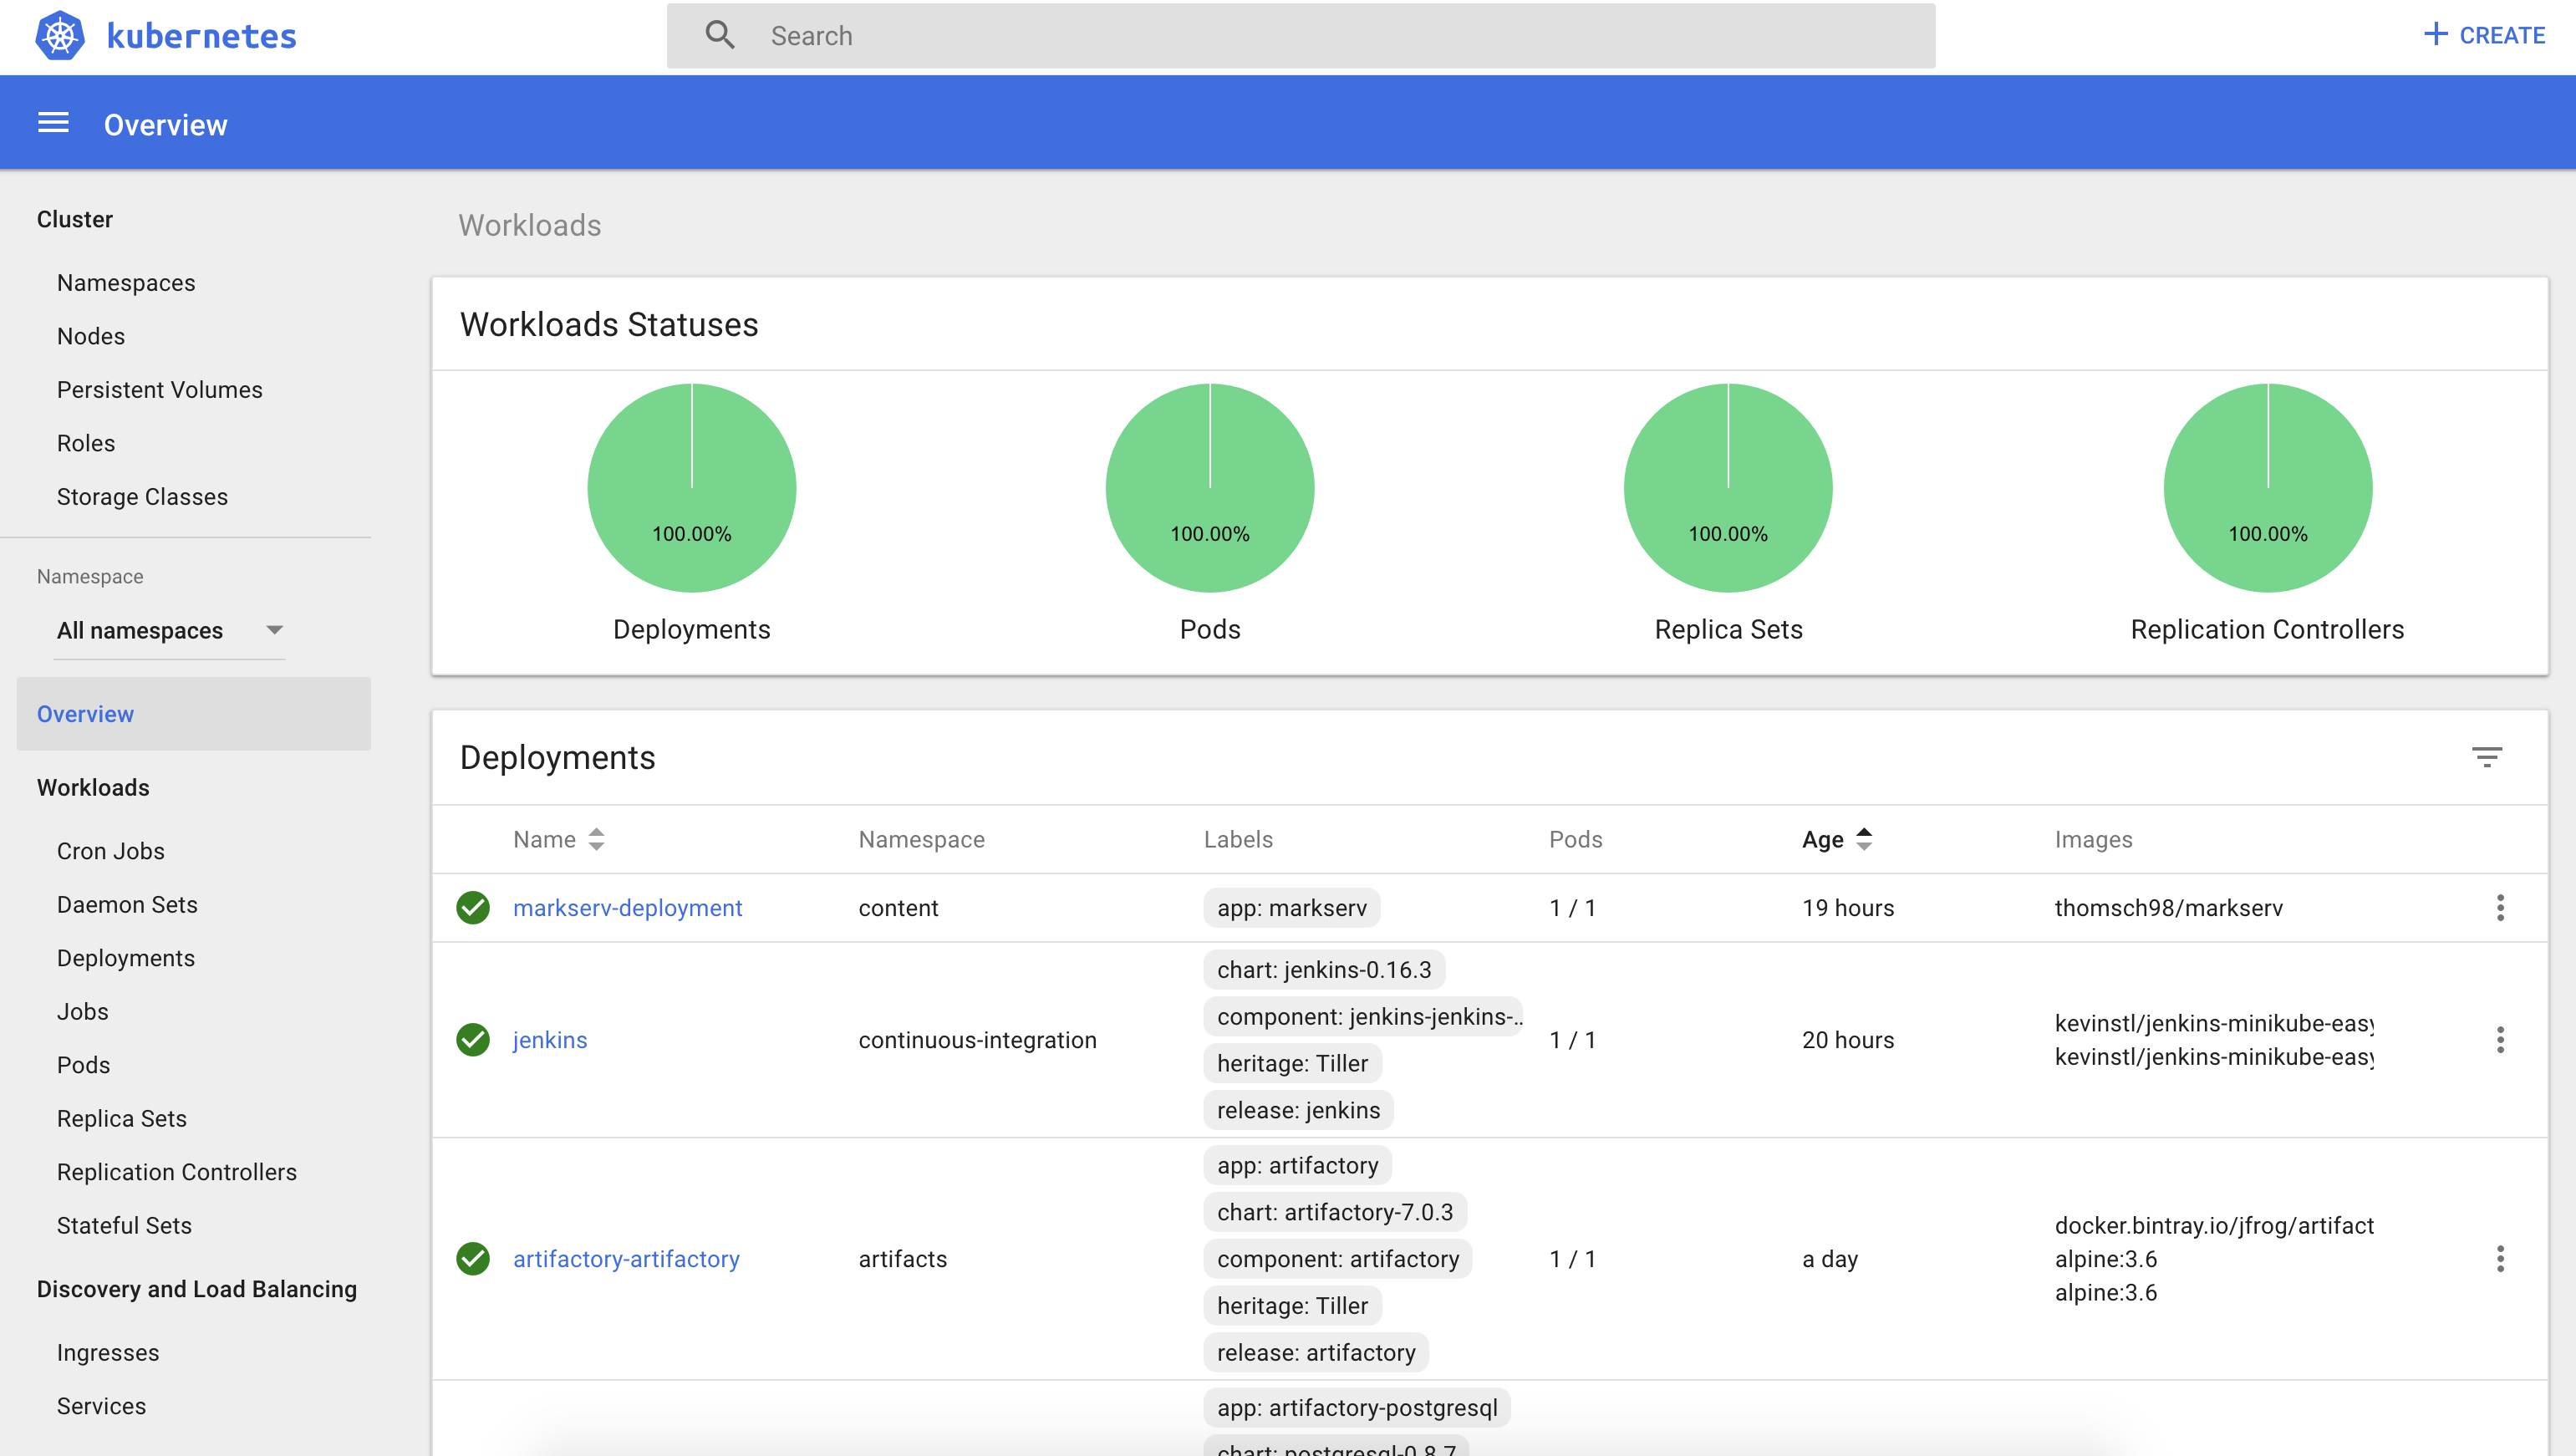 kubernetes
Search
CREATE
Overview
Cluster
Namespaces
Nodes
Persistent Volumes
Roles
Storage Classes
Namespace
All namespaces
Overview
Workloads
Cron Jobs
Daemon Sets
Deployments
Jobs
Pods
Replica Sets
Replication Controllers
Stateful Sets
Discovery and Load Balancing
Ingresses
Services
Workloads
Workloads Statuses
100.00% 100.00% 100.00% 100.00%
Deployments Pods Replica Sets Replication Controllers
Deployments
Name Namespace Labels Pods Age Images
markserv-deployment content app: markserv 1 / 1 19 hours thomsch98/markserv
jenkins continuous-integration
chart: jenkins-0.16.3
component: jenkins-jenkins-..
heritage: Tiller
release: jenkins
1 / 1 20 hours
kevinstl/jenkins-minikube-easy
kevinstl/jenkins-minikube-easy
artifactory-artifactory artifacts
app: artifactory
chart: artifactory-7.0.3
component: artifactory
heritage: Tiller
release: artifactory
1 / 1 a day
docker.bintray.io/jfrog/artifact
alpine:3.6
alpine:3.6
app: artifactory-postgresql
chart: postgresql-0.8.7